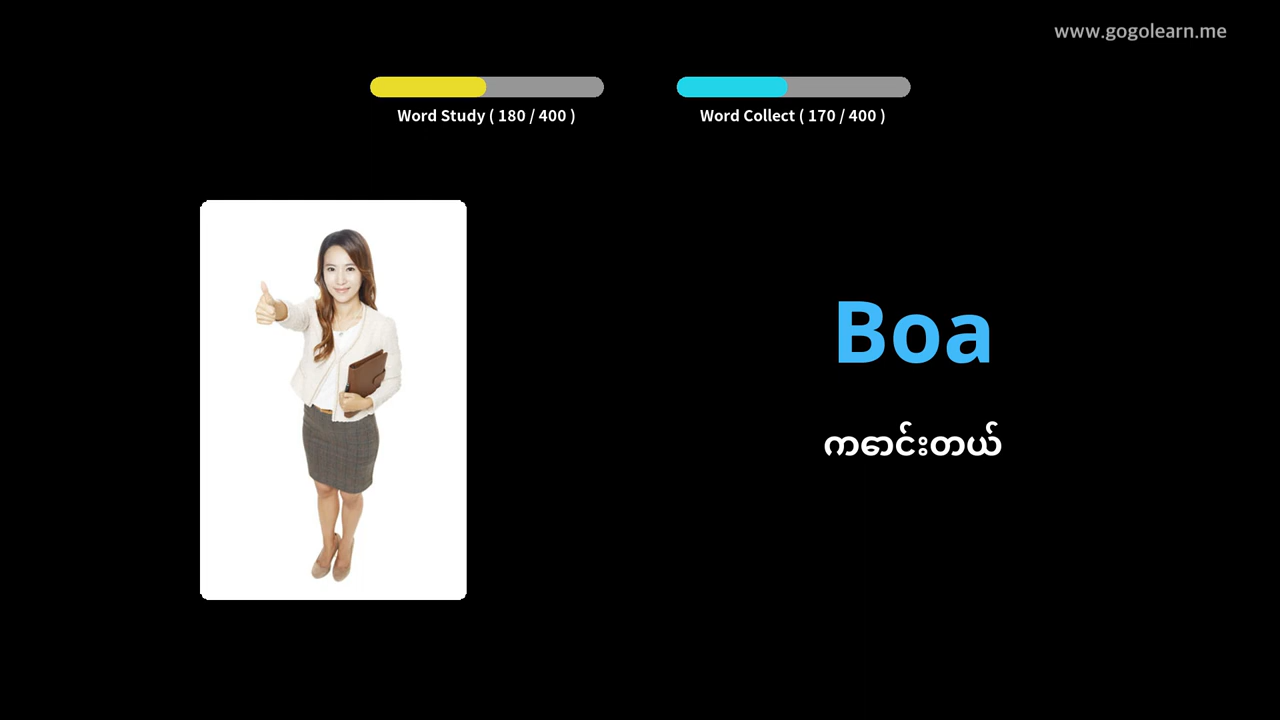 www.gogolearn.me
Word Study ( 180 / 400 )
Word Collect ( 170 / 400 )
Boa
ကောင်းတယ်